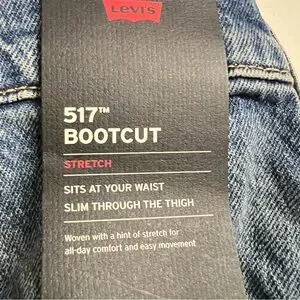 LEVI'S
517™
BOOTCUT
STRETCH
SITS AT YOUR WAIST
SLIM THROUGH THE THIGH
Woven with a hint of stretch for
all-day comfort and easy movement